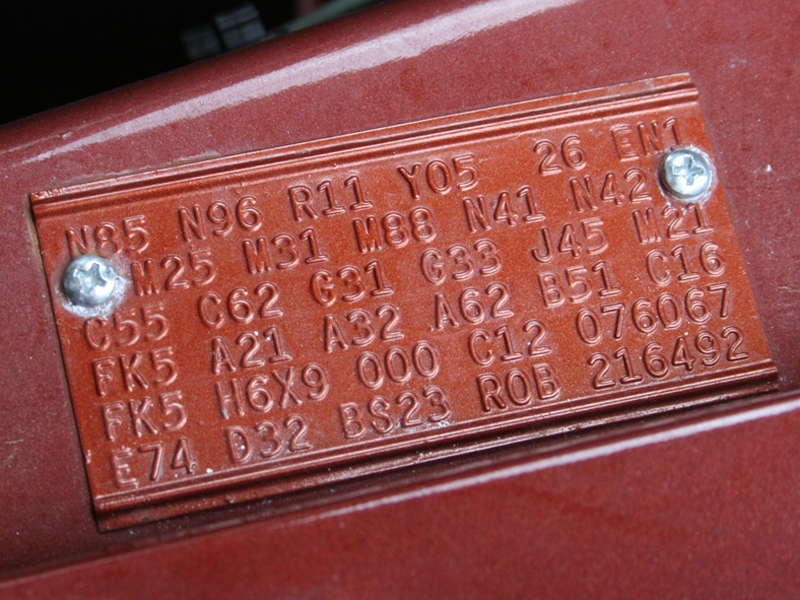 N85 N96 R11 Y05 26 EN1
M25 M31 M88 N41 N42
C55 C62 G31 G33 J45 M21
FK5 A21 A32 A62 B51 C16
FK5 H6X9 000 C12 076067
E74 D32 BS23 R0B 216492